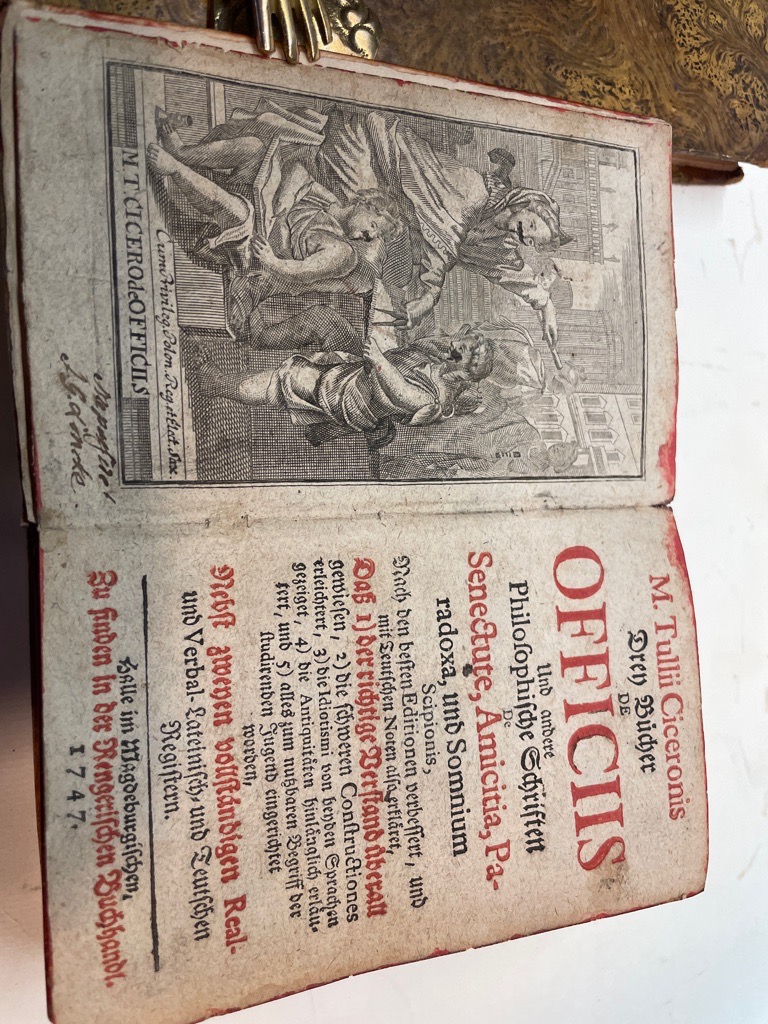 M. T. CICERO de OFFICIIS
Cum Privileg. Polon. Reg. et Elect. Sax.
M. Tullii Ciceronis
Drey Bücher
DE
OFFICIIS
Und andere
Philosophische Schrifften
De
Senectute, Amicitia, Pa-
radoxa, und Somnium
Scipionis,
Nach den besten Editionen verbessert, und
mit Teutschen Noten also erkläret,
Daß 1) der richtige Verstand überall
gewiesen, 2) die schweren Constructiones
erleichtert, 3) die Idiotismi von beyden Sprachen
gezeiget, 4) die Antiquitäten hinlänglich erläu-
tert, und 5) alles zum nutzbaren Begriff der
studirenden Jugend eingerichtet
worden,
Nebst zweyen vollständigen Real-
und Verbal- Lateinisch- und Teutschen
Registern.
Halle im Magdeburgischen,
Zu finden in der Rengerischen Buchhandl.
1747.